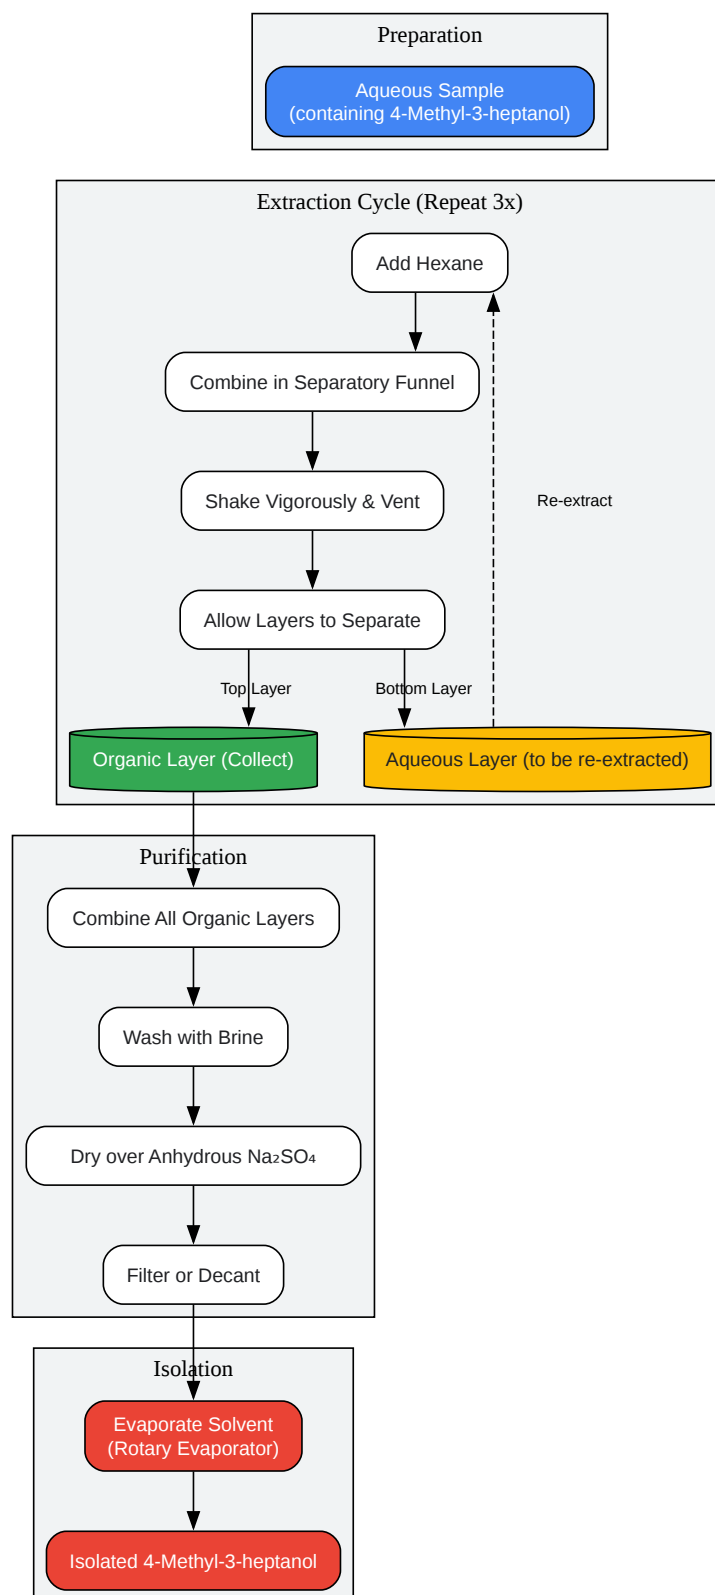 Preparation
Aqueous Sample
(containing 4-Methyl-3-heptanol)
Extraction Cycle (Repeat 3x)
Add Hexane
Combine in Separatory Funnel
Shake Vigorously & Vent
Re-extract
Allow Layers to Separate
Top Layer
Bottom Layer
Organic Layer (Collect)
Aqueous Layer (to be re-extracted)
Purification
Combine All Organic Layers
Wash with Brine
Dry over Anhydrous Na₂SO₄
Filter or Decant
Isolation
Evaporate Solvent
(Rotary Evaporator)
Isolated 4-Methyl-3-heptanol